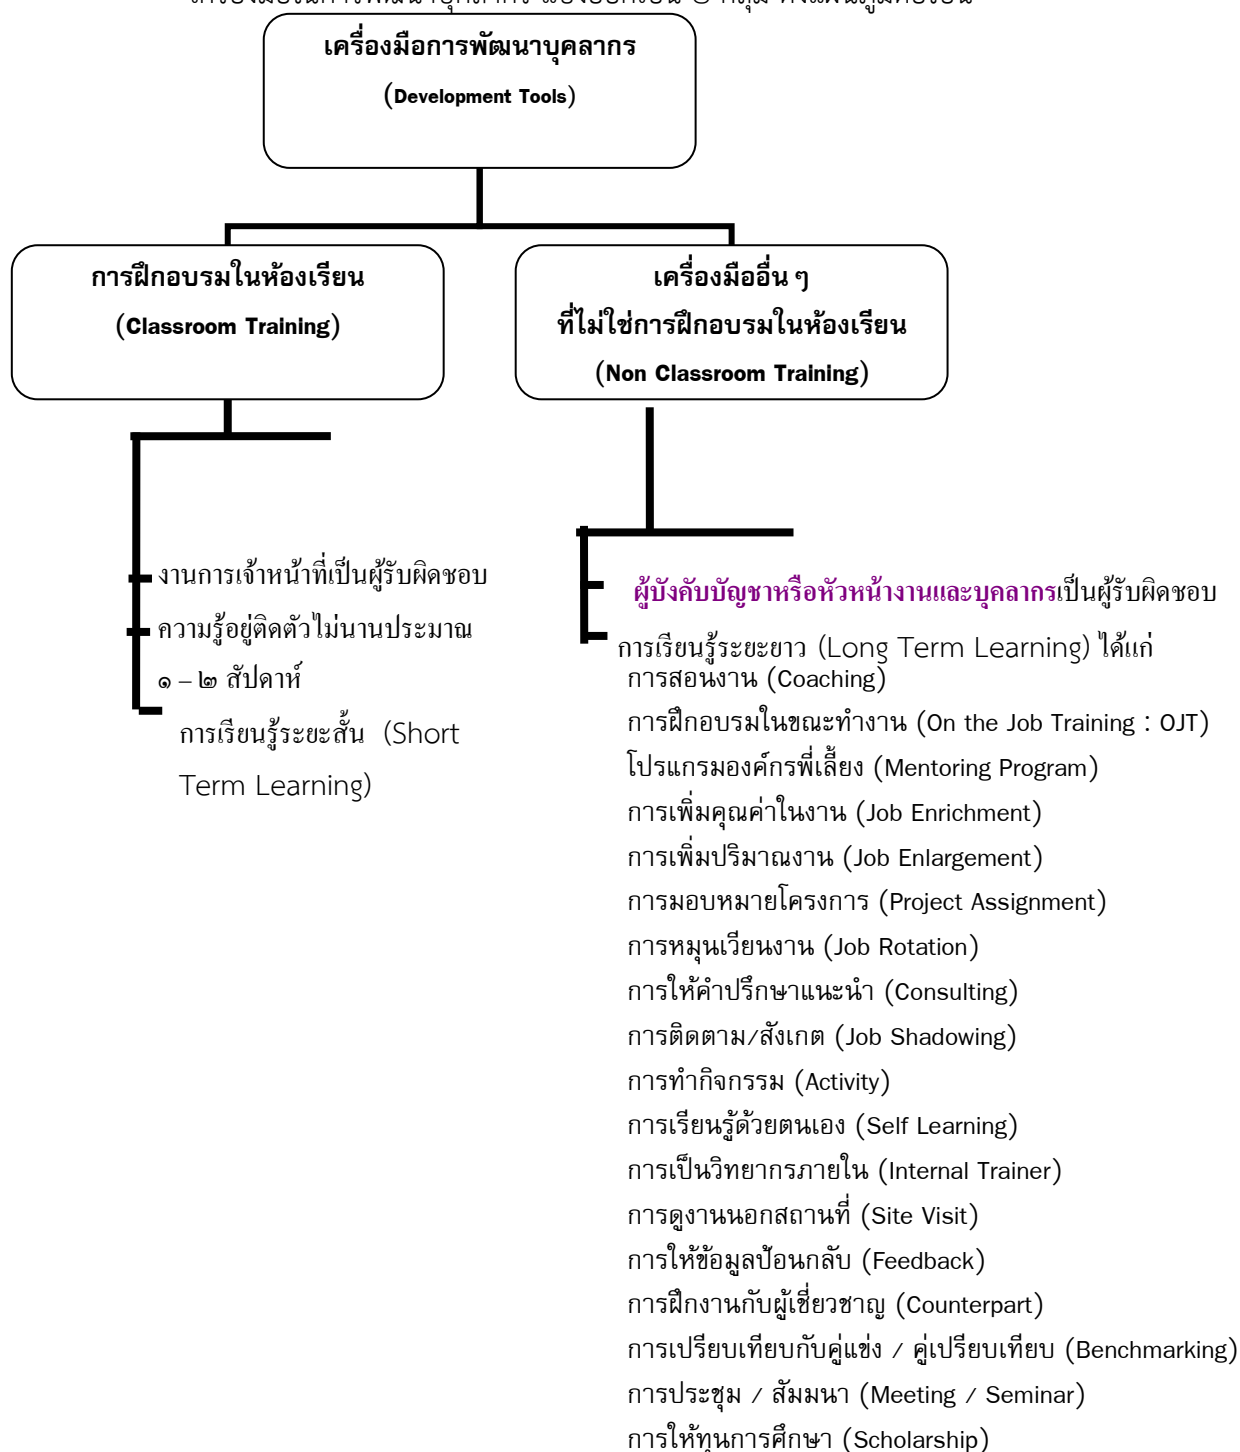 เครื่องมือการพัฒนาบุคลากร
(Development Tools)
การฝึกอบรมในห้องเรียน
(Classroom Training)
เครื่องมืออื่น ๆ
ที่ไม่ใช่การฝึกอบรมในห้องเรียน
(Non Classroom Training)
งานการเจ้าหน้าที่เป็นผู้รับผิดชอบ
ความรู้อยู่ติดตัวไม่นานประมาณ
๑ – ๒ สัปดาห์
การเรียนรู้ระยะสั้น (Short
Term Learning)
ผู้บังคับบัญชาหรือหัวหน้างานและบุคลากรเป็นผู้รับผิดชอบ
การเรียนรู้ระยะยาว (Long Term Learning) ได้แก่
การสอนงาน (Coaching)
การฝึกอบรมในขณะทำงาน (On the Job Training : OJT)
โปรแกรมองค์กรพี่เลี้ยง (Mentoring Program)
การเพิ่มคุณค่าในงาน (Job Enrichment)
การเพิ่มปริมาณงาน (Job Enlargement)
การมอบหมายโครงการ (Project Assignment)
การหมุนเวียนงาน (Job Rotation)
การให้คำปรึกษาแนะนำ (Consulting)
การติดตาม/สังเกต (Job Shadowing)
การทำกิจกรรม (Activity)
การเรียนรู้ด้วยตนเอง (Self Learning)
การเป็นวิทยากรภายใน (Internal Trainer)
การดูงานนอกสถานที่ (Site Visit)
การให้ข้อมูลป้อนกลับ (Feedback)
การฝึกงานกับผู้เชี่ยวชาญ (Counterpart)
การเปรียบเทียบกับคู่แข่ง / คู่เปรียบเทียบ (Benchmarking)
การประชุม / สัมมนา (Meeting / Seminar)
การให้ทุนการศึกษา (Scholarship)